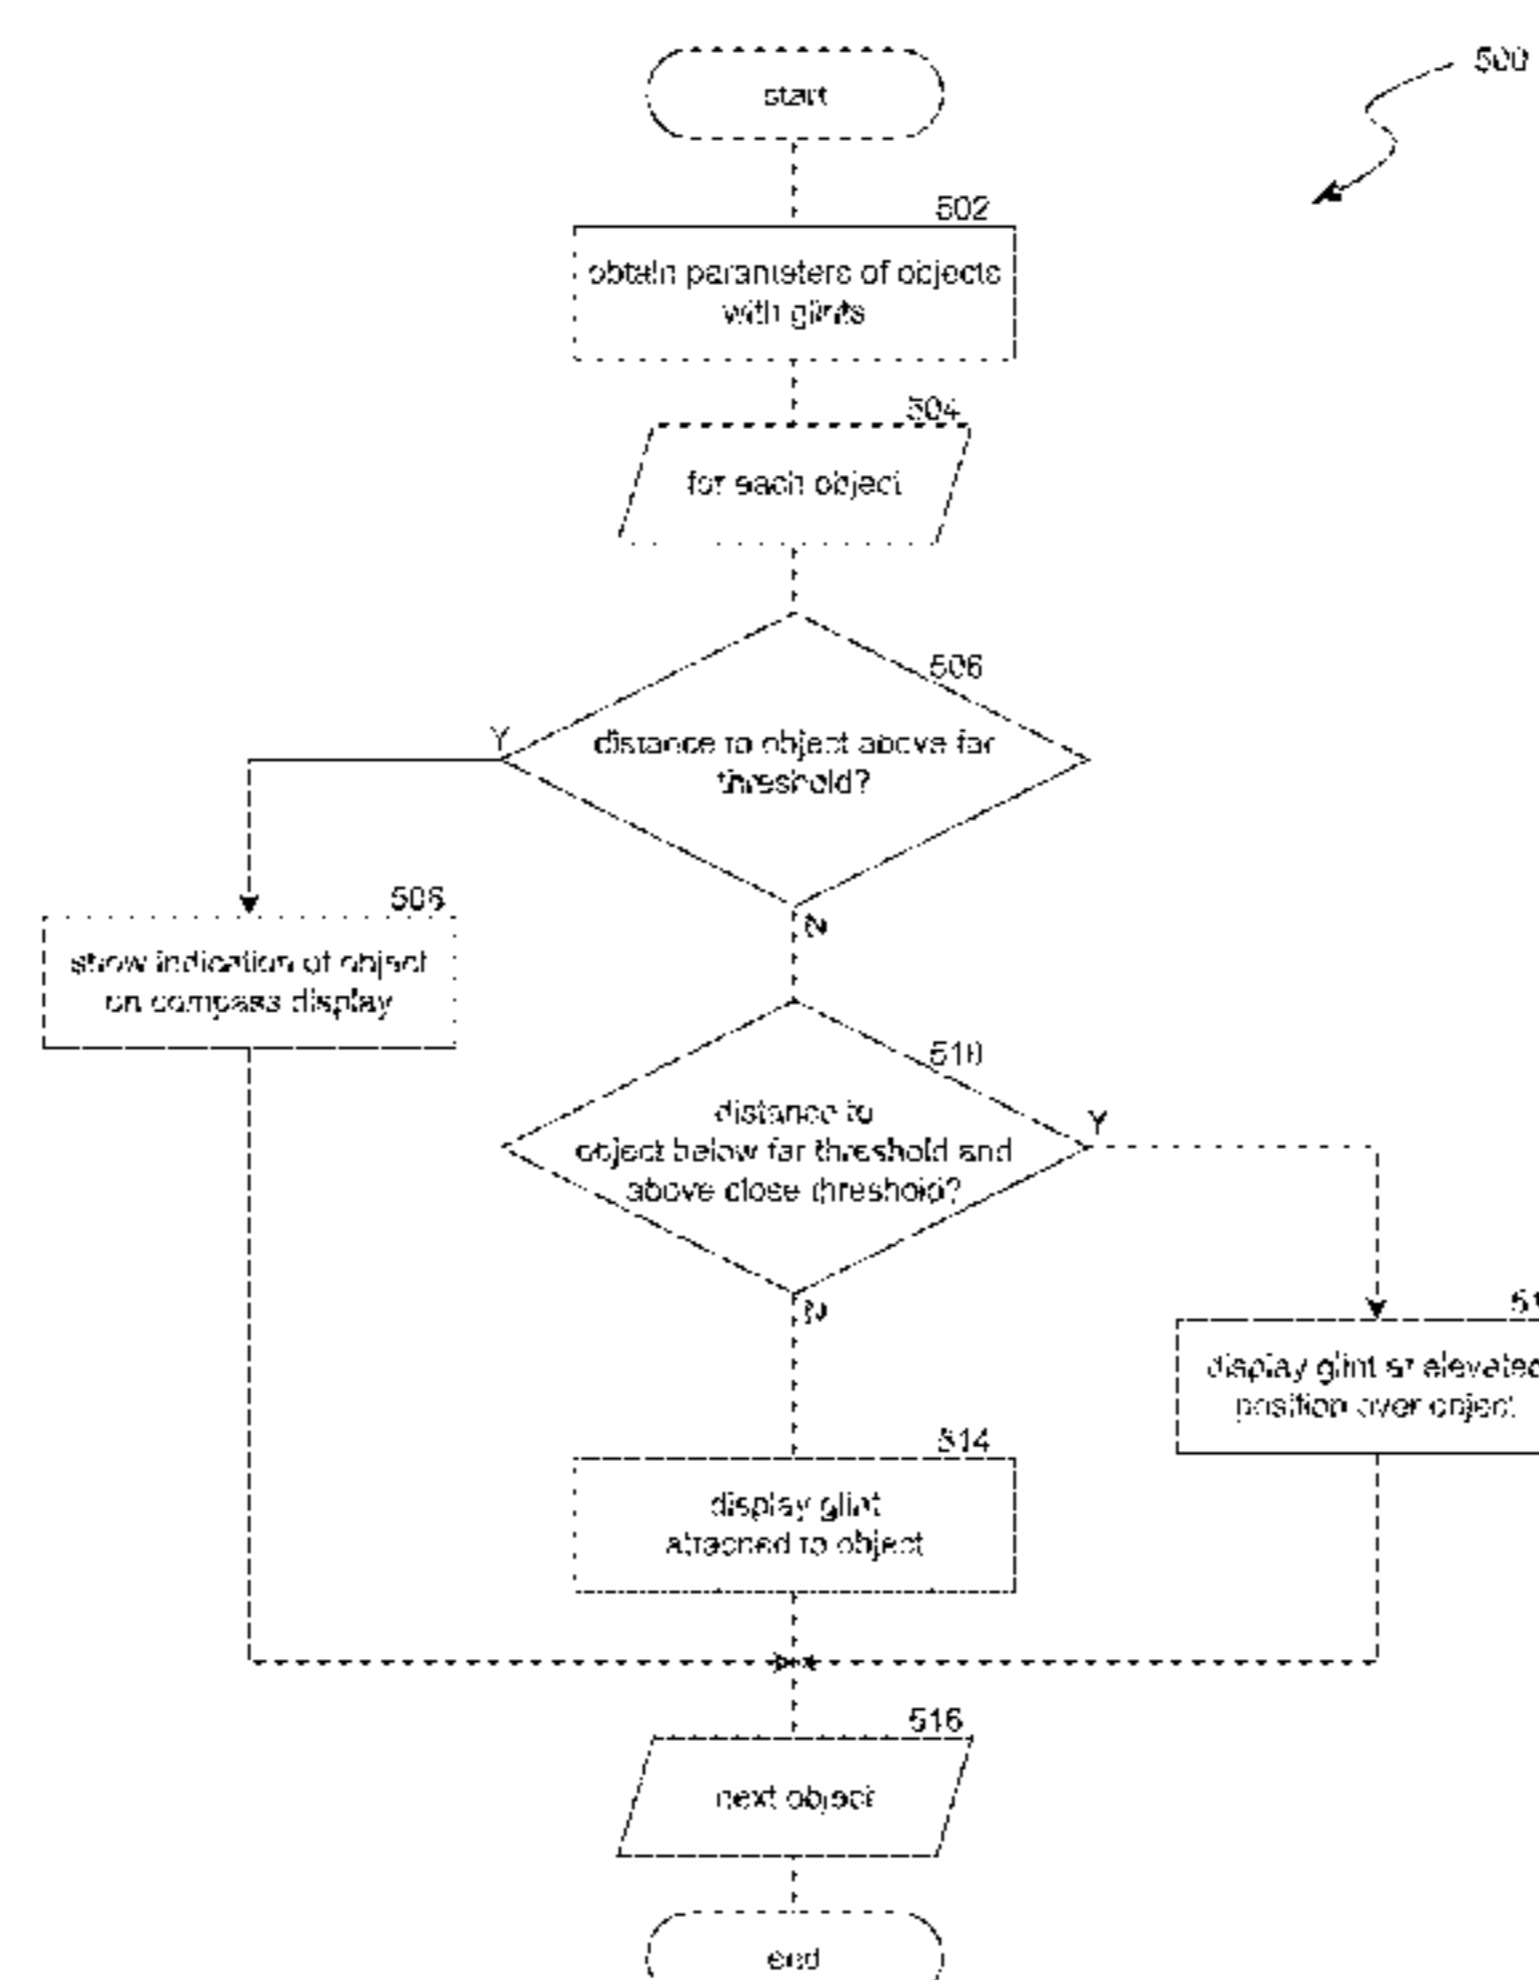 start
500
502
obtain parameters of objects
with glints
504
for each object
506
distance to object above far
threshold?
Y
N
506
show indication of object
on compass display
510
distance to
object below far threshold and
above close threshold?
Y
N
51
display glint at elevated
position over object
514
display glint
attached to object
516
next object
end